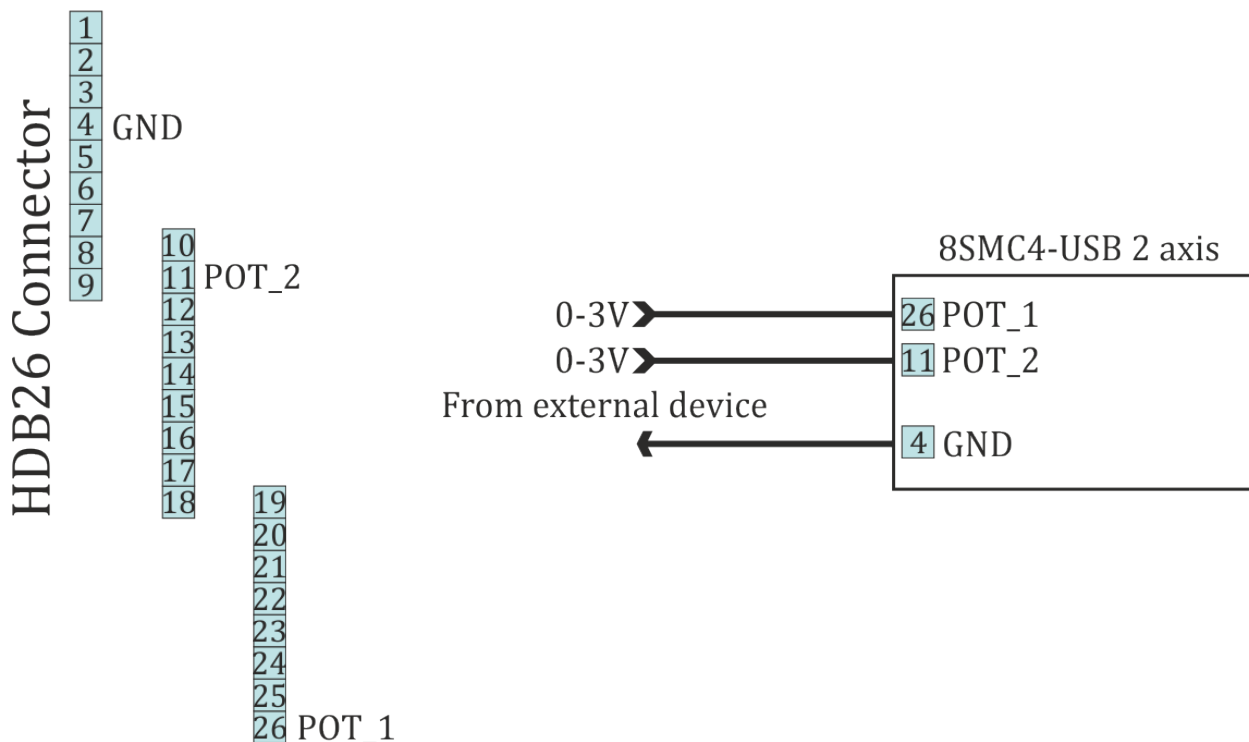 HDB26 Connector
1
2
3
4 GND
5
6
7
8
9
10
11 POT_2
12
13
14
15
16
17
18
19
20
21
22
23
24
25
26 POT_1
8SMC4-USB 2 axis
0-3V 26 POT_1
0-3V 11 POT_2
From external device
4 GND